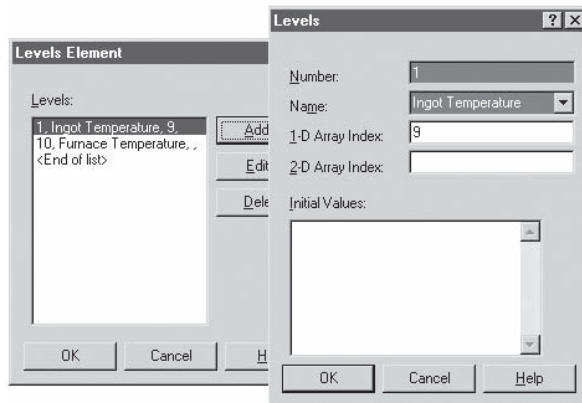 Levels Element
Levels:
1, Ingot Temperature, 9,
10, Furnace Temperature, ,
<End of list>
Add
Edit
Dele
OK
Cancel
H
Levels
Number:
1
Name:
Ingot Temperature
1-D Array Index:
9
2-D Array Index:
Initial Values:
OK
Cancel
Help